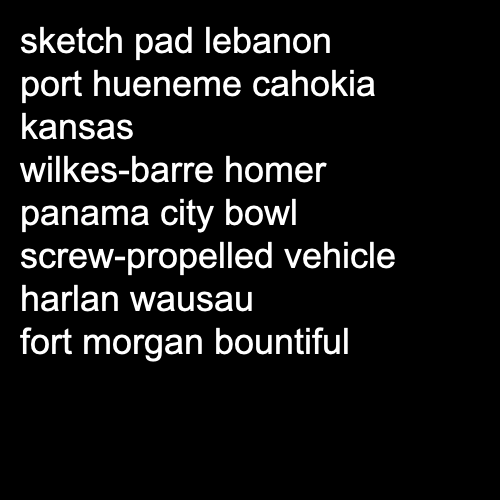 sketch pad lebanon
port hueneme cahokia
kansas
wilkes-barre homer
panama city bowl
screw-propelled vehicle
harlan wausau
fort morgan bountiful